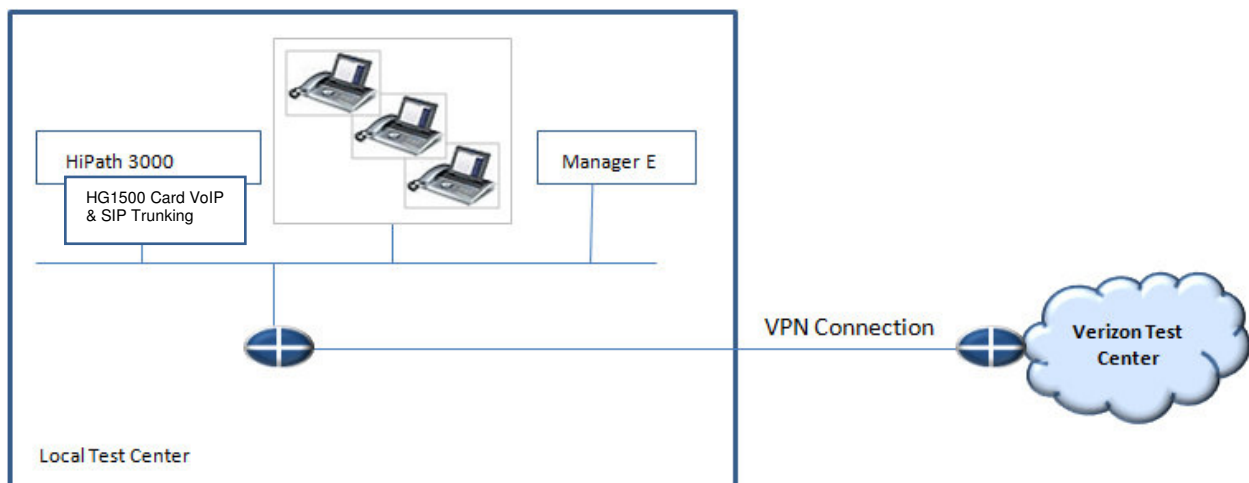 HiPath 3000
HG1500 Card VoIP
& SIP Trunking
Manager E
VPN Connection
Verizon Test
Center
Local Test Center